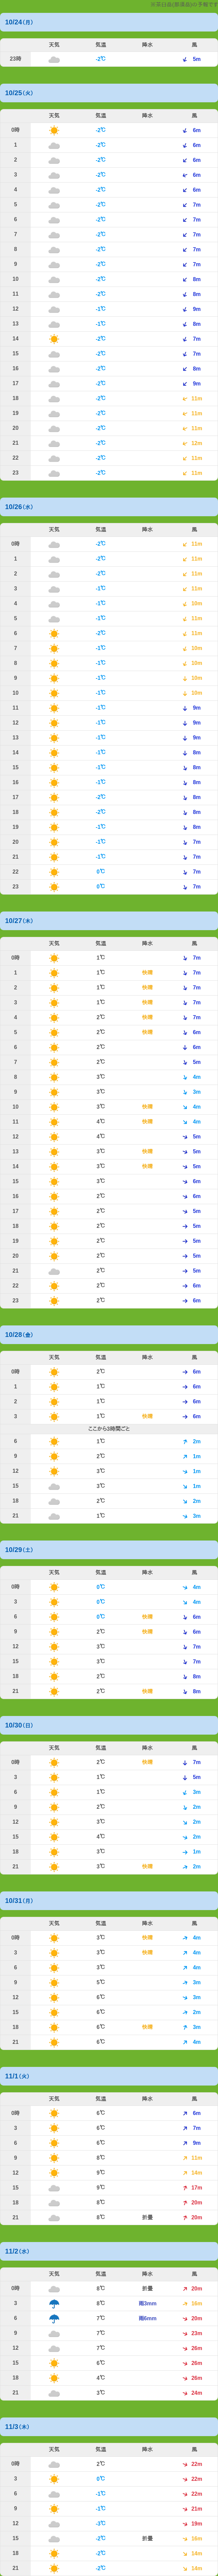 10/24(月)
天気 気温 降水 風
23時 -2℃ 5m
10/25(火)
天気 気温 降水 風
0時 -2℃ 6m
1 -2℃ 6m
2 -2℃ 6m
3 -2℃ 6m
4 -2℃ 6m
5 -2℃ 7m
6 -2℃ 7m
7 -2℃ 7m
8 -2℃ 7m
9 -2℃ 7m
10 -2℃ 8m
11 -2℃ 8m
12 -1℃ 9m
13 -1℃ 8m
14 -2℃ 7m
15 -2℃ 7m
16 -2℃ 8m
17 -2℃ 9m
18 -2℃ 11m
19 -2℃ 11m
20 -2℃ 11m
21 -2℃ 12m
22 -2℃ 11m
23 -2℃ 11m
10/26(水)
天気 気温 降水 風
0時 -2℃ 11m
1 -2℃ 11m
2 -2℃ 11m
3 -1℃ 11m
4 -1℃ 10m
5 -1℃ 11m
6 -2℃ 11m
7 -1℃ 10m
8 -1℃ 10m
9 -1℃ 10m
10 -1℃ 10m
11 -1℃ 9m
12 -1℃ 9m
13 -1℃ 9m
14 -1℃ 8m
15 -1℃ 8m
16 -1℃ 8m
17 -2℃ 8m
18 -2℃ 8m
19 -1℃ 8m
20 -1℃ 7m
21 -1℃ 7m
22 0℃ 7m
23 0℃ 7m
10/27(木)
天気 気温 降水 風
0時 1℃ 7m
1 1℃ 快晴 7m
2 1℃ 快晴 7m
3 1℃ 快晴 7m
4 2℃ 快晴 7m
5 2℃ 快晴 6m
6 2℃ 6m
7 2℃ 5m
8 3℃ 4m
9 3℃ 3m
10 3℃ 快晴 4m
11 4℃ 快晴 4m
12 4℃ 5m
13 3℃ 快晴 5m
14 3℃ 快晴 5m
15 3℃ 6m
16 2℃ 6m
17 2℃ 5m
18 2℃ 5m
19 2℃ 5m
20 2℃ 5m
21 2℃ 5m
22 2℃ 6m
23 2℃ 6m
10/28(金)
天気 気温 降水 風
0時 2℃ 6m
1 1℃ 6m
2 1℃ 6m
3 1℃ 快晴 6m
ここから3時間ごと
6 1℃ 2m
9 2℃ 1m
12 3℃ 1m
15 3℃ 1m
18 2℃ 2m
21 1℃ 3m
10/29(土)
天気 気温 降水 風
0時 0℃ 4m
3 0℃ 4m
6 0℃ 快晴 6m
9 2℃ 快晴 6m
12 3℃ 7m
15 3℃ 7m
18 2℃ 8m
21 2℃ 快晴 8m
10/30(日)
天気 気温 降水 風
0時 2℃ 快晴 7m
3 1℃ 5m
6 1℃ 3m
9 2℃ 2m
12 3℃ 2m
15 4℃ 2m
18 3℃ 1m
21 3℃ 快晴 2m
10/31(月)
天気 気温 降水 風
0時 3℃ 快晴 4m
3 3℃ 快晴 4m
6 3℃ 4m
9 5℃ 3m
12 6℃ 3m
15 6℃ 2m
18 6℃ 快晴 3m
21 6℃ 4m
11/1(火)
天気 気温 降水 風
0時 6℃ 6m
3 6℃ 7m
6 6℃ 9m
9 8℃ 11m
12 9℃ 14m
15 9℃ 17m
18 8℃ 20m
21 8℃ 折曇 20m
11/2(水)
天気 気温 降水 風
0時 8℃ 折曇 20m
3 8℃ 雨3mm 16m
6 7℃ 雨6mm 20m
9 7℃ 23m
12 7℃ 26m
15 6℃ 26m
18 4℃ 26m
21 3℃ 24m
11/3(木)
天気 気温 降水 風
0時 2℃ 22m
3 0℃ 22m
6 -1℃ 22m
9 -1℃ 21m
12 -3℃ 19m
15 -2℃ 折曇 16m
18 -2℃ 14m
21 -2℃ 14m